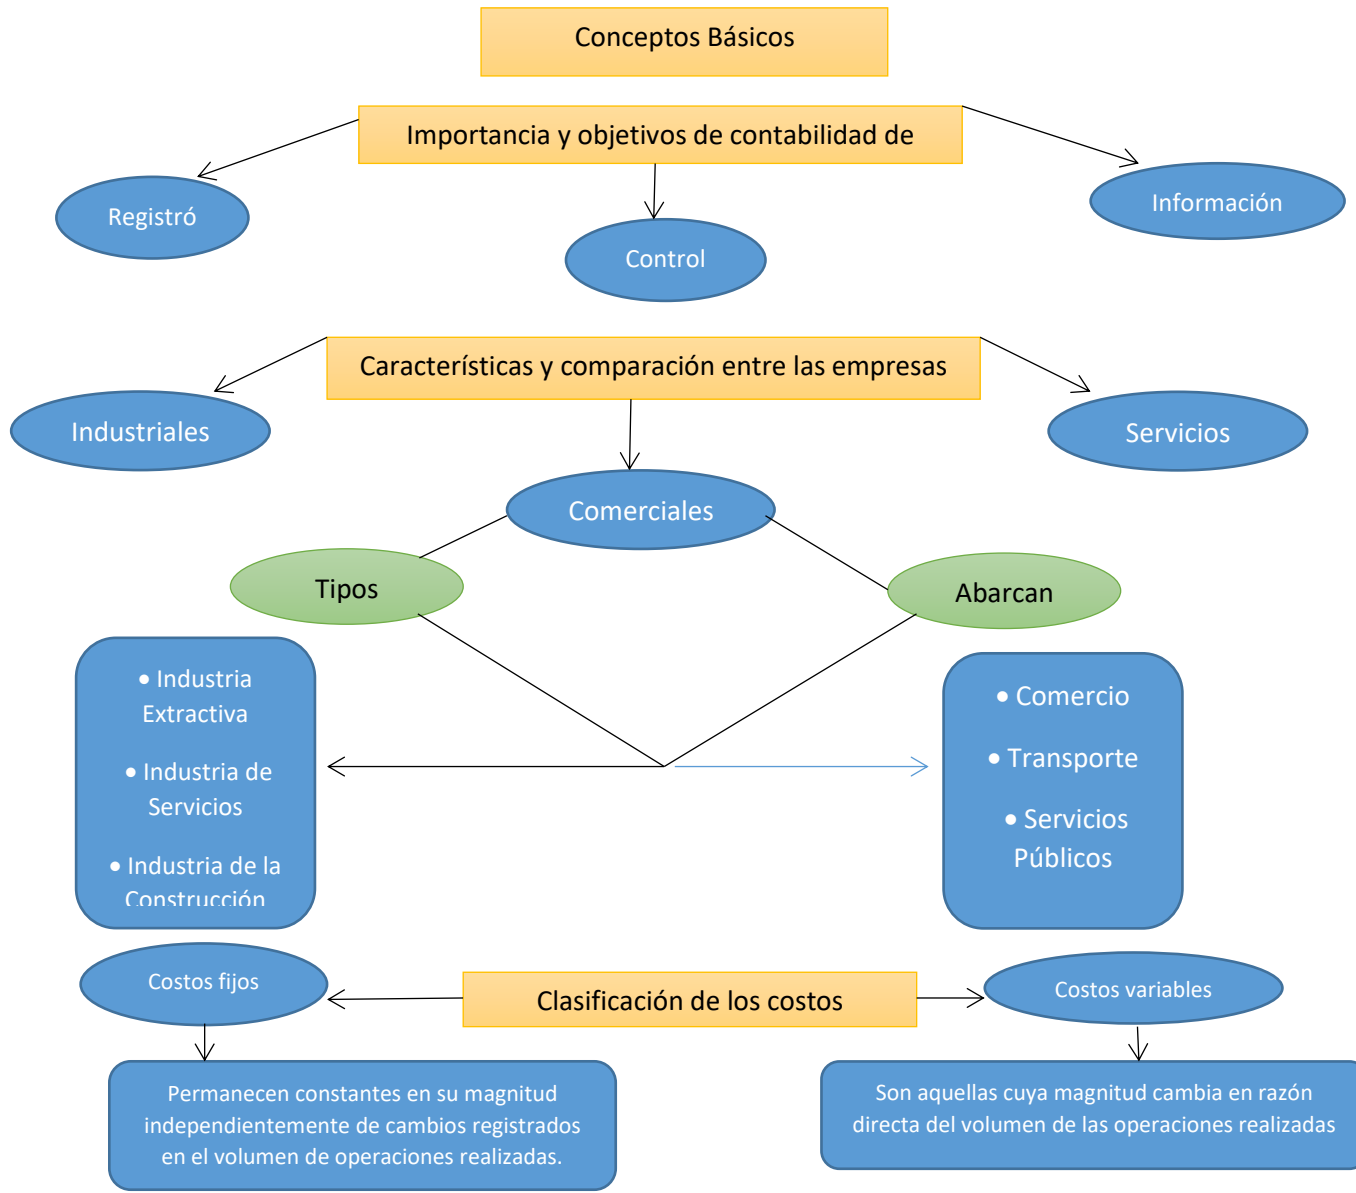 Conceptos Básicos
Importancia y objetivos de contabilidad de
Registró
Control
Información
Características y comparación entre las empresas
Industriales
Comerciales
Servicios
Tipos
Abarcan
• Industria
Extractiva
• Industria de
Servicios
• Industria de la
Construcción
• Comercio
• Transporte
• Servicios
Públicos
Costos fijos
Clasificación de los costos
Costos variables
Permanecen constantes en su magnitud
independientemente de cambios registrados
en el volumen de operaciones realizadas.
Son aquellas cuya magnitud cambia en razón
directa del volumen de las operaciones realizadas